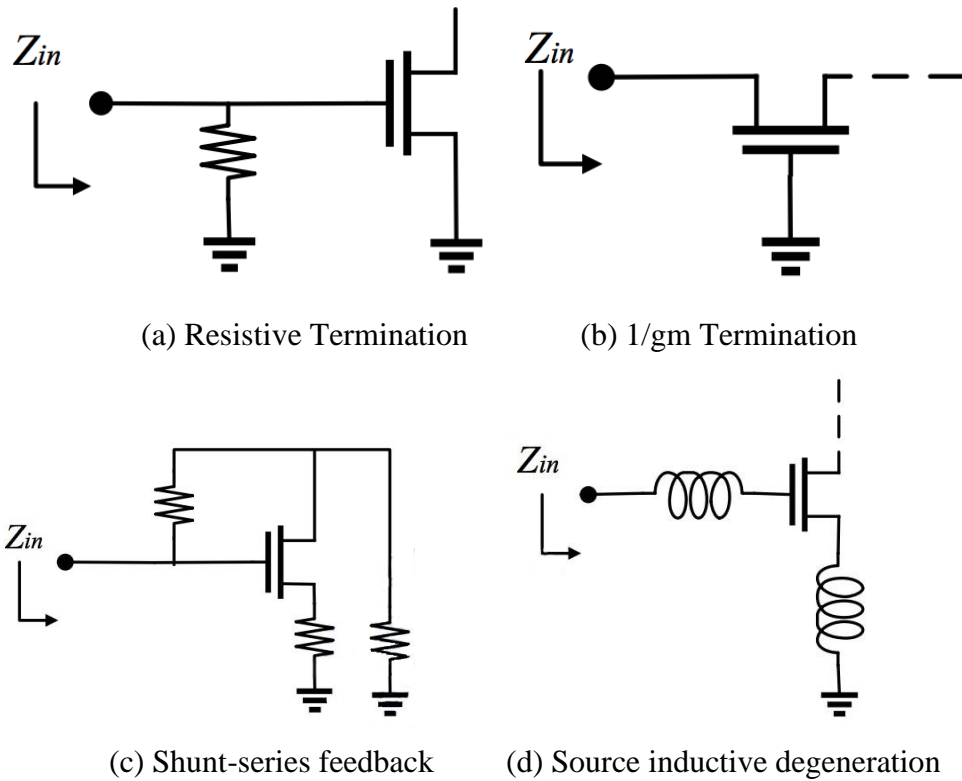 Zin
Zin
(a) Resistive Termination
(b) 1/gm Termination
Zin
Zin
(c) Shunt-series feedback
(d) Source inductive degeneration